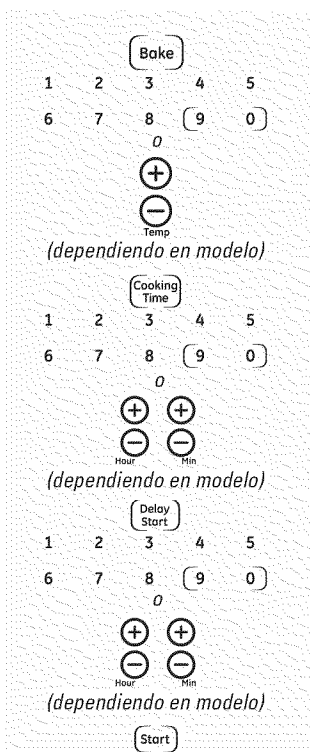 Bake
1 2 3 4 5
6 7 8 9 0
o
+
−
Temp
(dependiendo en modelo)
Cooking
Time
1 2 3 4 5
6 7 8 9 0
o
+ +
− −
Hour Min
(dependiendo en modelo)
Delay
Start
1 2 3 4 5
6 7 8 9 0
o
+ +
− −
Hour Min
(dependiendo en modelo)
Start